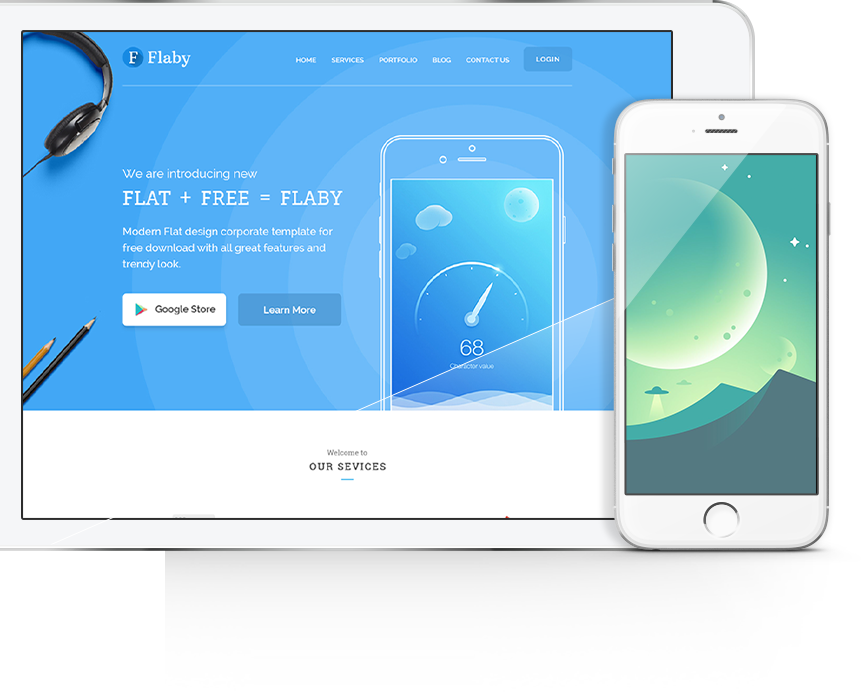 F Flaby
HOME SERVICES PORTFOLIO BLOG CONTACT US LOGIN
We are introducing new
FLAT + FREE = FLABY
Modern Flat design corporate template for
free download with all great features and
trendy look.
Google Store Learn More
68
Character value
Welcome to
OUR SEVICES